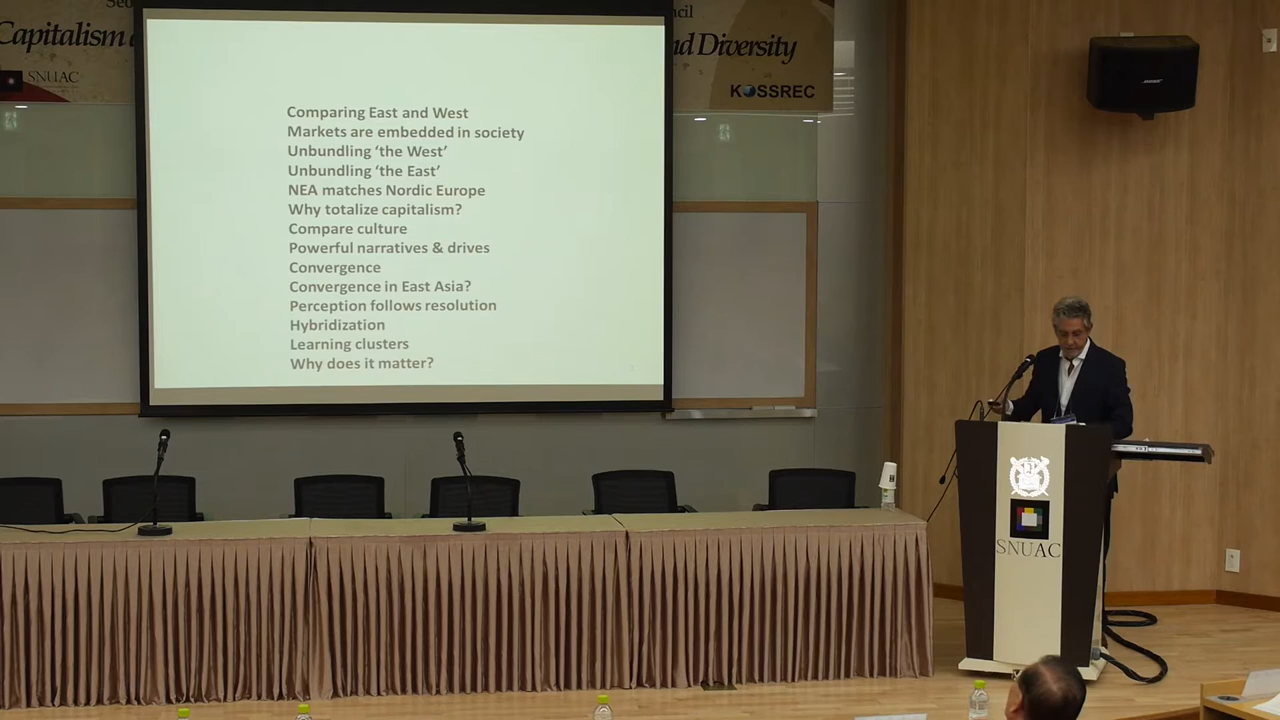 Capitalism
nd Diversity
SNUAC
KOSSREC
BOSE
Comparing East and West
Markets are embedded in society
Unbundling ‘the West’
Unbundling ‘the East’
NEA matches Nordic Europe
Why totalize capitalism?
Compare culture
Powerful narratives & drives
Convergence
Convergence in East Asia?
Perception follows resolution
Hybridization
Learning clusters
Why does it matter?
SNUAC